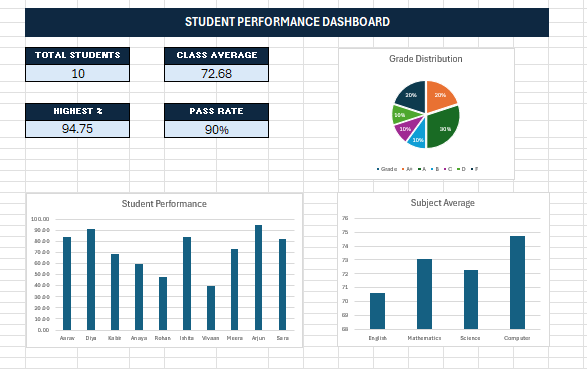 STUDENT PERFORMANCE DASHBOARD
TOTAL STUDENTS
10
CLASS AVERAGE
72.68
HIGHEST %
94.75
PASS RATE
90%
Grade Distribution
20%
20%
10%
30%
10%
10%
Grade A+ A B C D F
Student Performance
100.00
90.00
80.00
70.00
60.00
50.00
40.00
30.00
20.00
10.00
0.00
Aarav Diya Kabir Ananya Rohan Ishita Vivaan Meera Arjun Sara
Subject Average
76
75
74
73
72
71
70
69
68
English Mathematics Science Computer